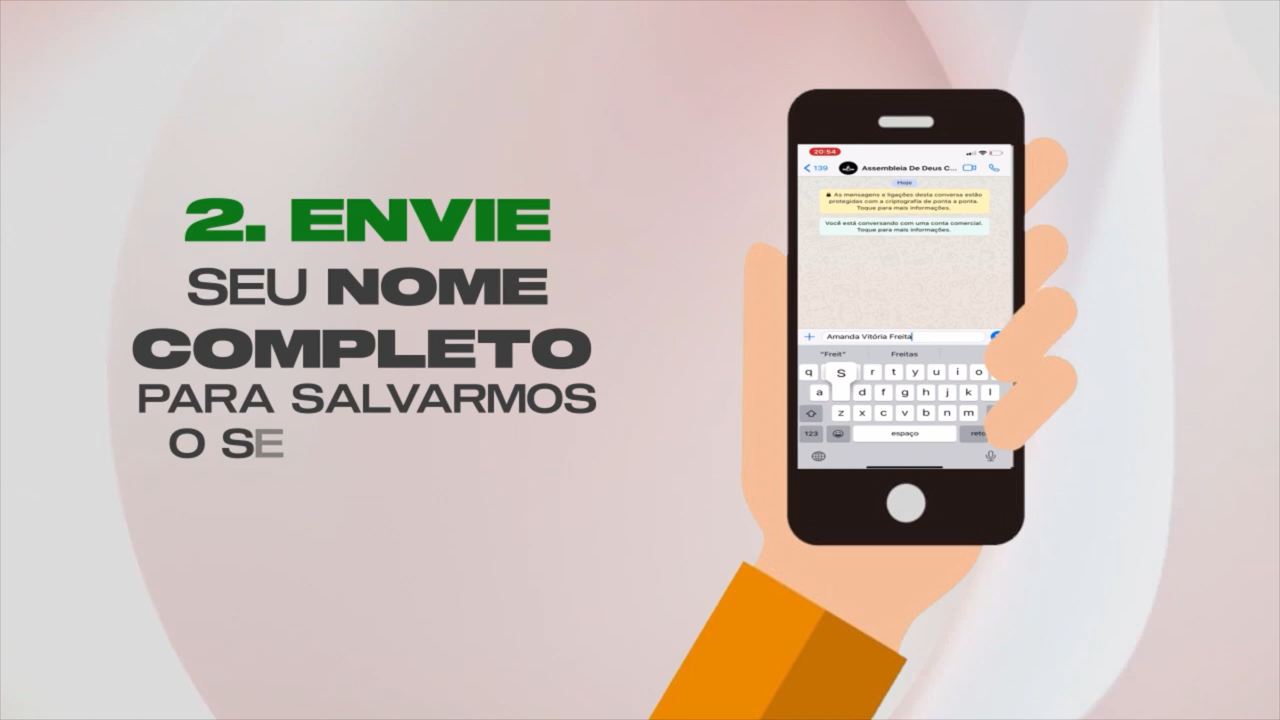 2. ENVIE
SEU NOME
COMPLETO
PARA SALVARMOS
O SE
20:54
139
Assembleia De Deus C...
Hoje
As mensagens e ligações desta conversa estão
protegidas com a criptografia de ponta a ponta.
Toque para mais informações.
Você está conversando com uma conta comercial.
Toque para mais informações.
Amanda Vitória Freita
"Freit" Freitas
q S r t y u i o
a d f g h j k l
z x c v b n m
123 espaço reto